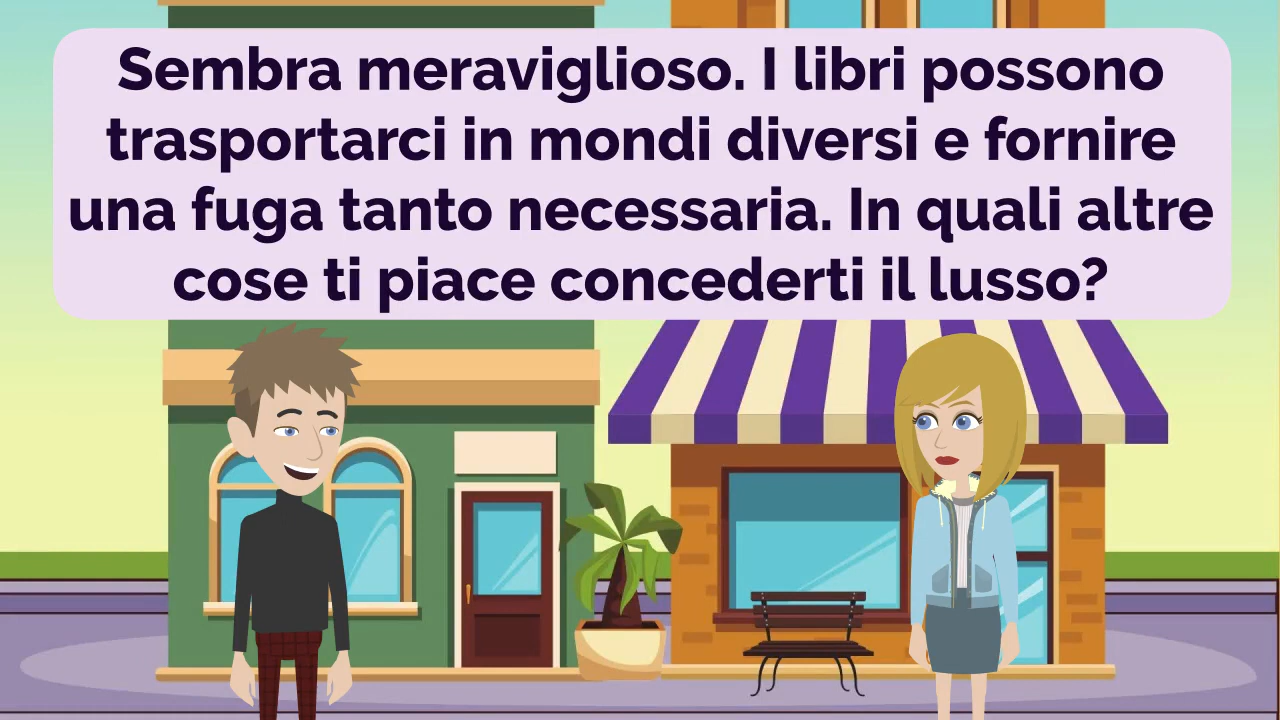 Sembra meraviglioso. I libri possono
trasportarci in mondi diversi e fornire
una fuga tanto necessaria. In quali altre
cose ti piace concederti il lusso?